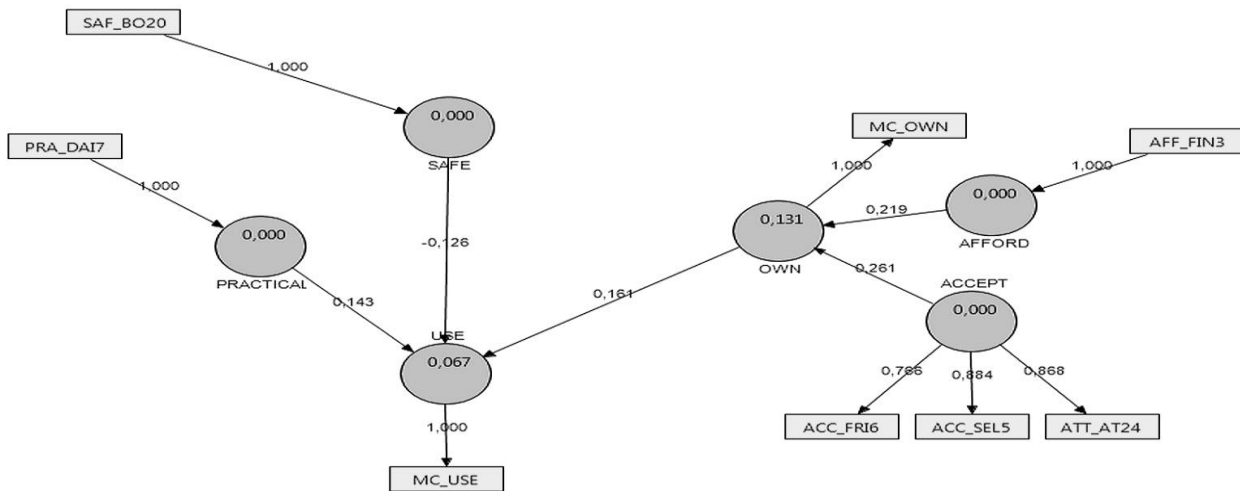 SAF_BO20
1,000
0,000
SAFE
MC_OWN
PRA_DAI7
AFF_FIN3
1,000
1,000
1,000
0,000
0,219
AFFORD
0,131
OWN
0,000
PRACTICAL
-0,126
0,261
ACCEPT
0,143
0,161
0,000
USE
0,067
0,766
0,884
0,868
1,000
ACC_FRI6
ACC_SEL5
ATT_AT24
MC_USE